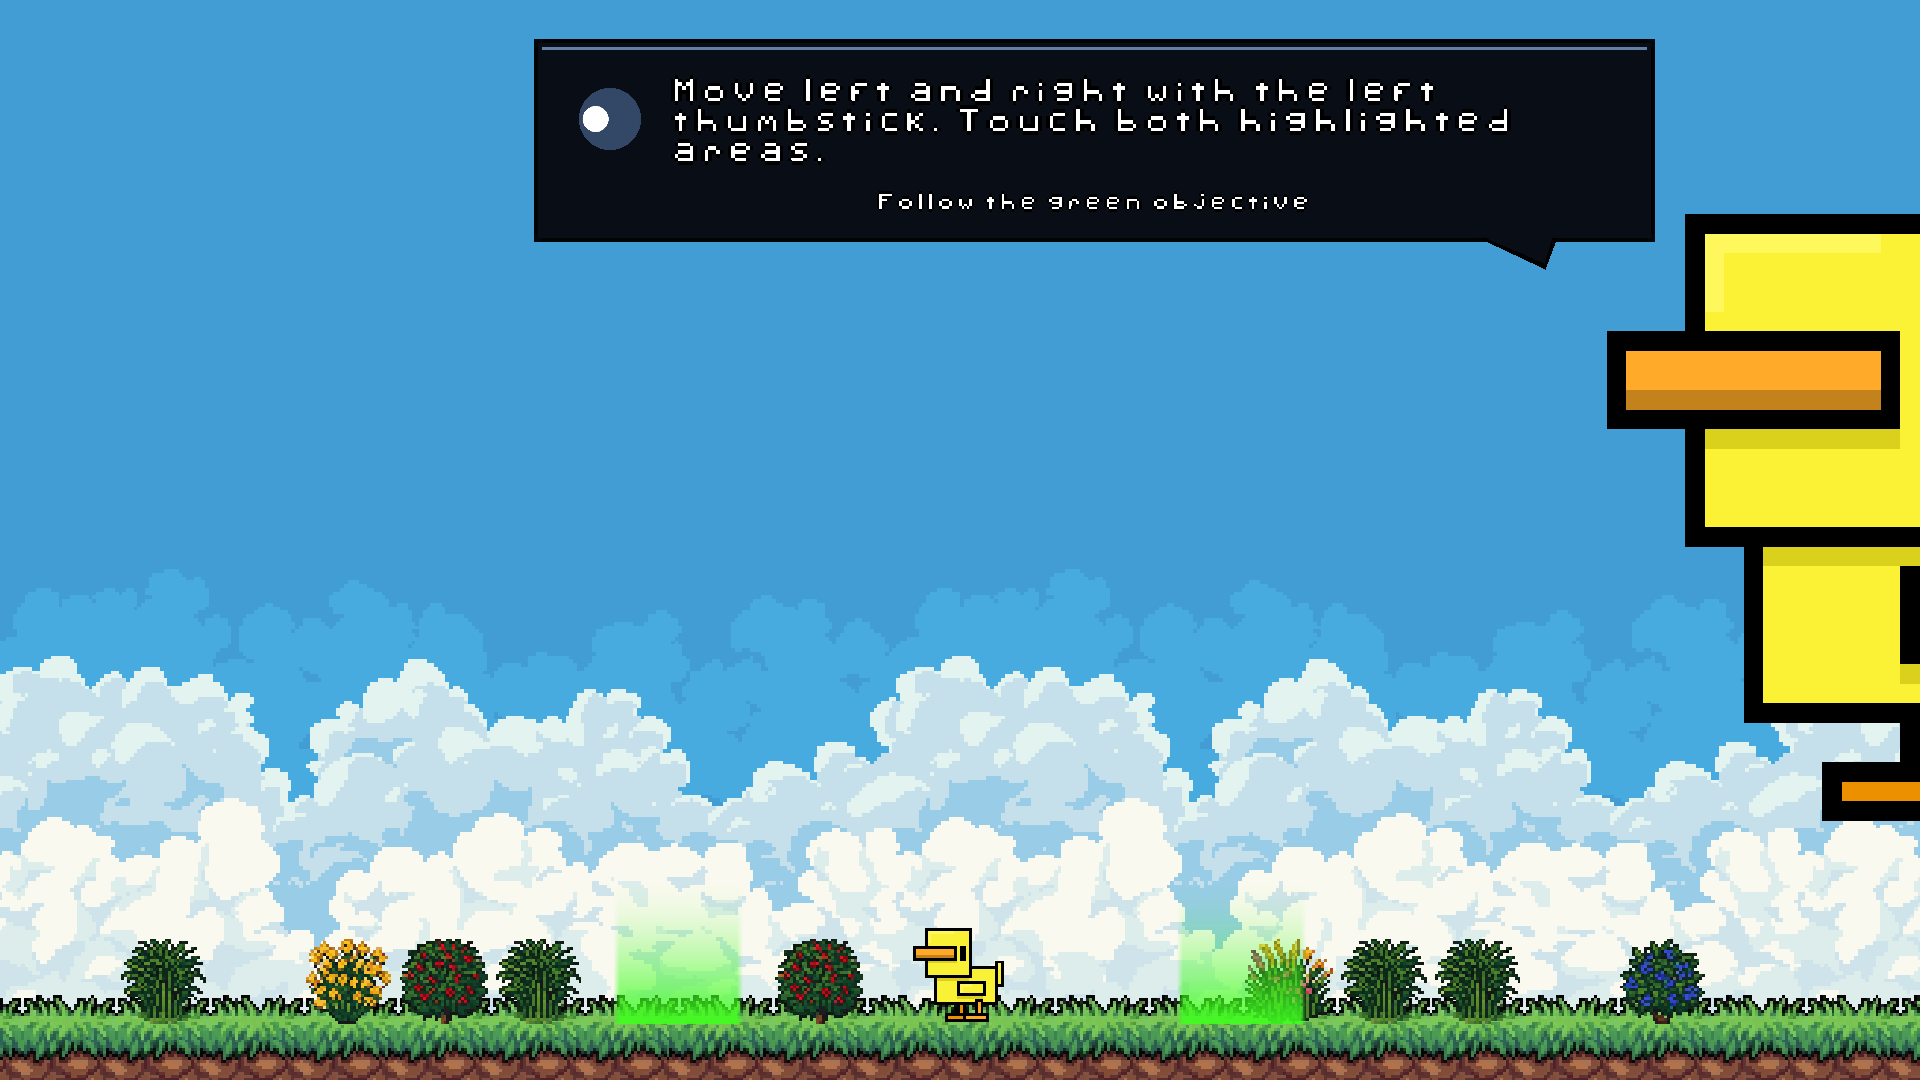 Move left and right with the left
thumbstick. Touch both highlighted
areas.
Follow the green objective